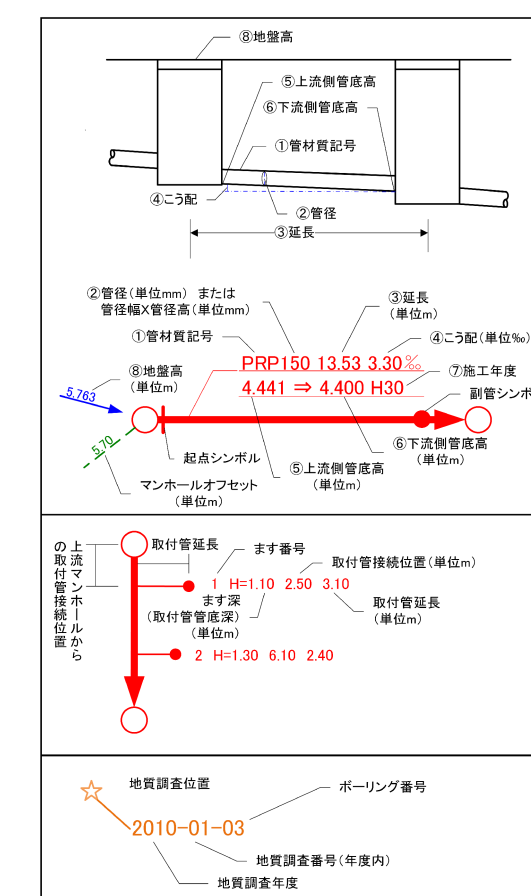 ⑧地盤高
⑤上流側管底高
⑥下流側管底高
①管材質記号
④こう配
②管径
③延長
②管径(単位mm) または
管径幅X管径高(単位mm)
③延長
(単位m)
①管材質記号
④こう配(単位‰)
PRP150 13.53 3.30‰
⑧地盤高
(単位m)
⑦施工年度
4.441 ⇒ 4.400 H30
5.763
副管シンボ
5.70
起点シンボル
⑥下流側管底高
(単位m)
⑤上流側管底高
(単位m)
マンホールオフセット
(単位m)
上流マンホールから
の取付管接続位置
取付管延長
ます番号
取付管接続位置(単位m)
1 H=1.10 2.50 3.10
ます深
(取付管管底深)
(単位m)
取付管延長
(単位m)
2 H=1.30 6.10 2.40
地質調査位置
ボーリング番号
2010-01-03
地質調査番号(年度内)
地質調査年度